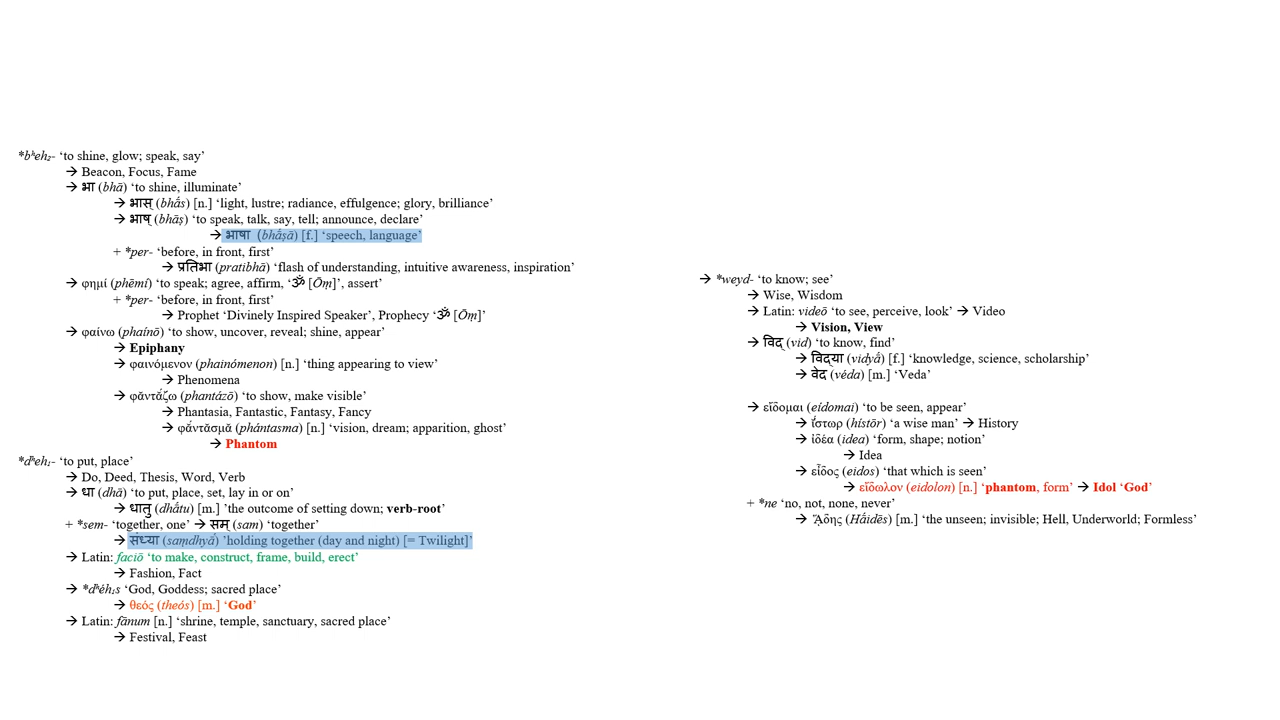 *bʰeh₂- ‘to shine, glow; speak, say’
→ Beacon, Focus, Fame
→ भा (bhā) ‘to shine, illuminate’
→ भास् (bhā́s) [n.] ‘light, lustre; radiance, effulgence; glory, brilliance’
→ भाष् (bhāṣ) ‘to speak, talk, say, tell; announce, declare’
→ भाषा (bhā́ṣā) [f.] ‘speech, language’
+ *per- ‘before, in front, first’
→ प्रतिभा (pratibhā) ‘flash of understanding, intuitive awareness, inspiration’
→ φημί (phēmí) ‘to speak; agree, affirm, ‘ॐ [Ōṃ]’, assert’
+ *per- ‘before, in front, first’
→ Prophet ‘Divinely Inspired Speaker’, Prophecy ‘ॐ [Ōṃ]’
→ φαίνω (phaínō) ‘to show, uncover, reveal; shine, appear’
→ Epiphany
→ φαινόμενον (phainómenon) [n.] ‘thing appearing to view’
→ Phenomena
→ φᾰντᾰ́ζω (phantázō) ‘to show, make visible’
→ Phantasia, Fantastic, Fantasy, Fancy
→ φᾰ́ντᾰσμᾰ (phántasma) [n.] ‘vision, dream; apparition, ghost’
→ Phantom
*dʰeh₁- ‘to put, place’
→ Do, Deed, Thesis, Word, Verb
→ धा (dhā) ‘to put, place, set, lay in or on’
→ धातु (dhā́tu) [m.] ’the outcome of setting down; verb-root’
+ *sem- ‘together, one’ → सम् (sam) ‘together’
→ संध्या (saṃdhyā́) ’holding together (day and night) [= Twilight]’
→ Latin: faciō ‘to make, construct, frame, build, erect’
→ Fashion, Fact
→ *dʰéh₁s ‘God, Goddess; sacred place’
→ θεός (theós) [m.] ‘God’
→ Latin: fānum [n.] ‘shrine, temple, sanctuary, sacred place’
→ Festival, Feast
→ *weyd- ‘to know; see’
→ Wise, Wisdom
→ Latin: videō ‘to see, perceive, look’ → Video
→ Vision, View
→ विद् (vid) ‘to know, find’
→ विद्या (vidyā́) [f.] ‘knowledge, science, scholarship’
→ वेद (véda) [m.] ‘Veda’
→ εἴδομαι (eídomai) ‘to be seen, appear’
→ ῐ̔́στωρ (hístōr) ‘a wise man’ → History
→ ἰδέα (idea) ‘form, shape; notion’
→ Idea
→ εἶδος (eidos) ‘that which is seen’
→ εἴδωλον (eidolon) [n.] ‘phantom, form’ → Idol ‘God’
+ *ne ‘no, not, none, never’
→ ᾍδης (Hā́idēs) [m.] ‘the unseen; invisible; Hell, Underworld; Formless’